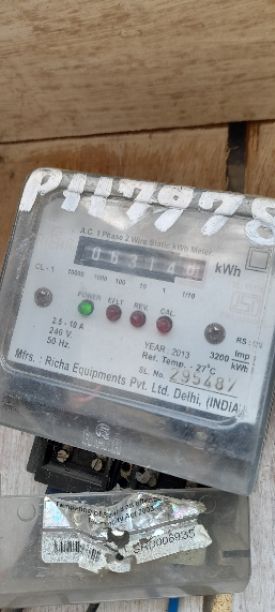 P117978
A.C. 1 Phase 2 Wire Static kWh Meter
kWh
CL - 1
10000 1000 100 10 1 1/10
POWER E/LT REV. CAL.
2.5 - 10 A
240 V.
50 Hz.
YEAR : 2013
Ref. Temp. - 27°C
3200 Imp kWh
SL No. 295487
Mfrs. : Richa Equipments Pvt. Ltd. Delhi, (INDIA)